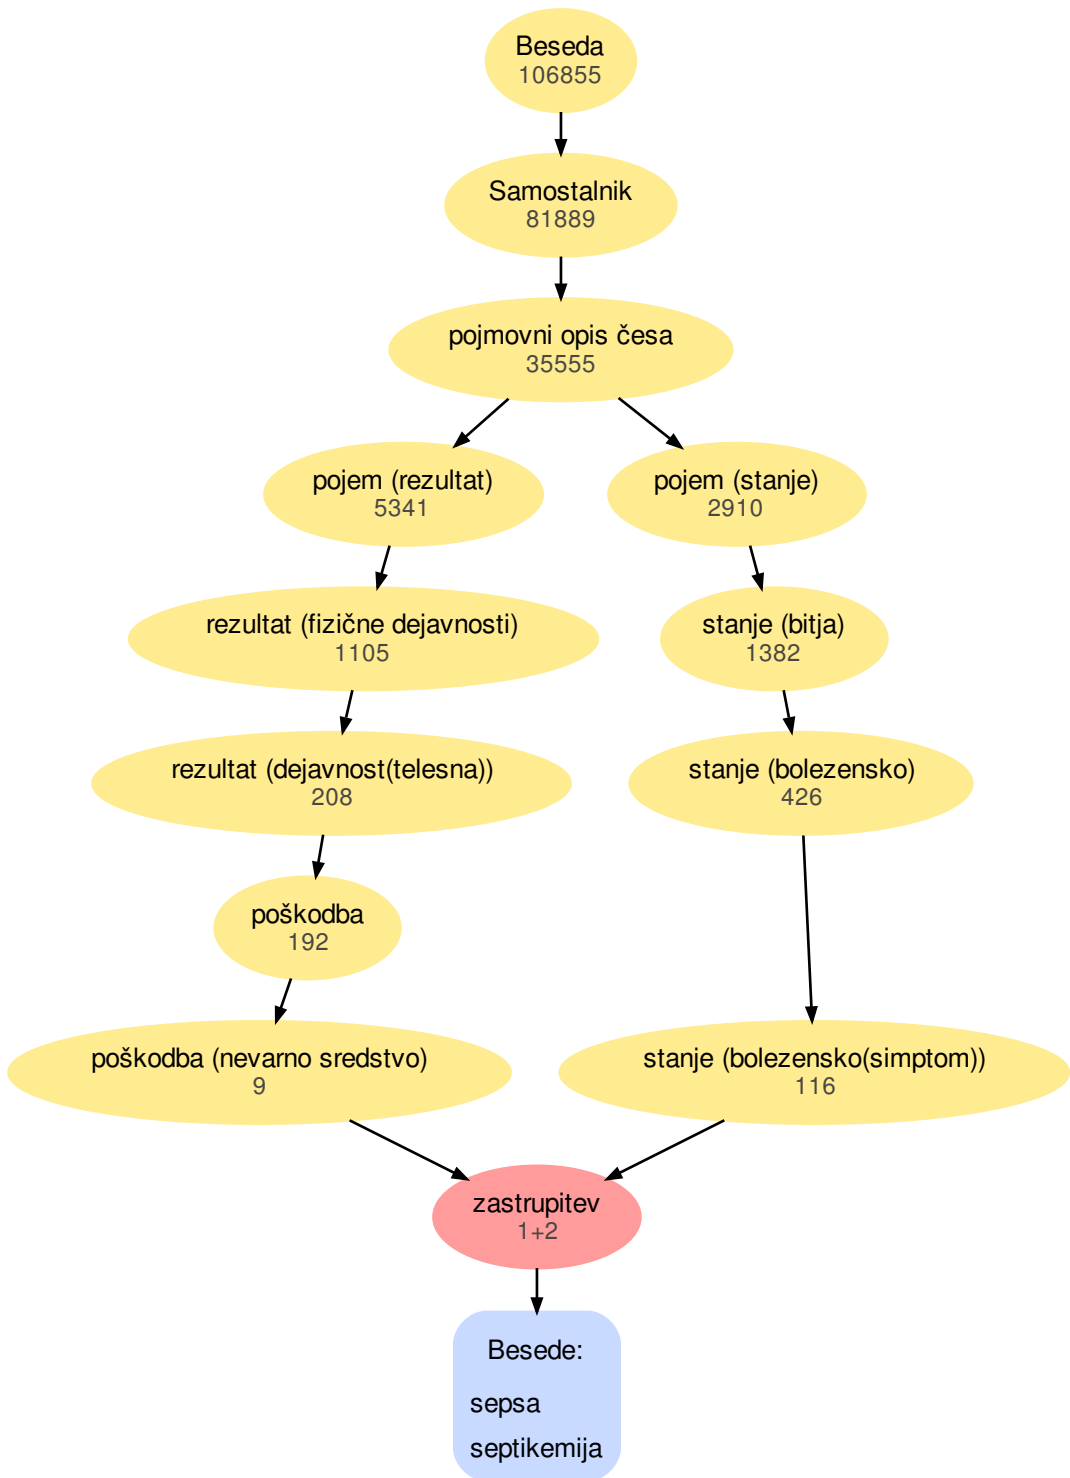 Beseda
106855
Samostalnik
81889
pojmovni opis česa
35555
pojem (rezultat)
5341
pojem (stanje)
2910
rezultat (fizične dejavnosti)
1105
stanje (bitja)
1382
rezultat (dejavnost(telesna))
208
stanje (bolezensko)
426
poškodba
192
poškodba (nevarno sredstvo)
9
stanje (bolezensko(simptom))
116
zastrupitev
1+2
Besede:
sepsa
septikemija